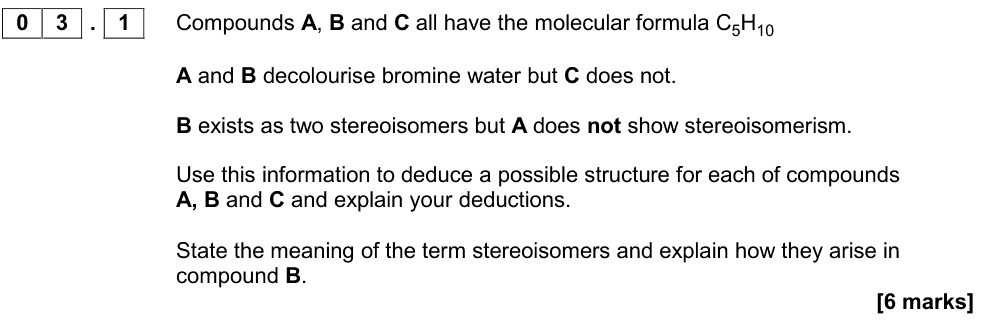 0 3 . 1 Compounds A, B and C all have the molecular formula C₅H₁₀
A and B decolourise bromine water but C does not.
B exists as two stereoisomers but A does not show stereoisomerism.
Use this information to deduce a possible structure for each of compounds
A, B and C and explain your deductions.
State the meaning of the term stereoisomers and explain how they arise in
compound B.
[6 marks]